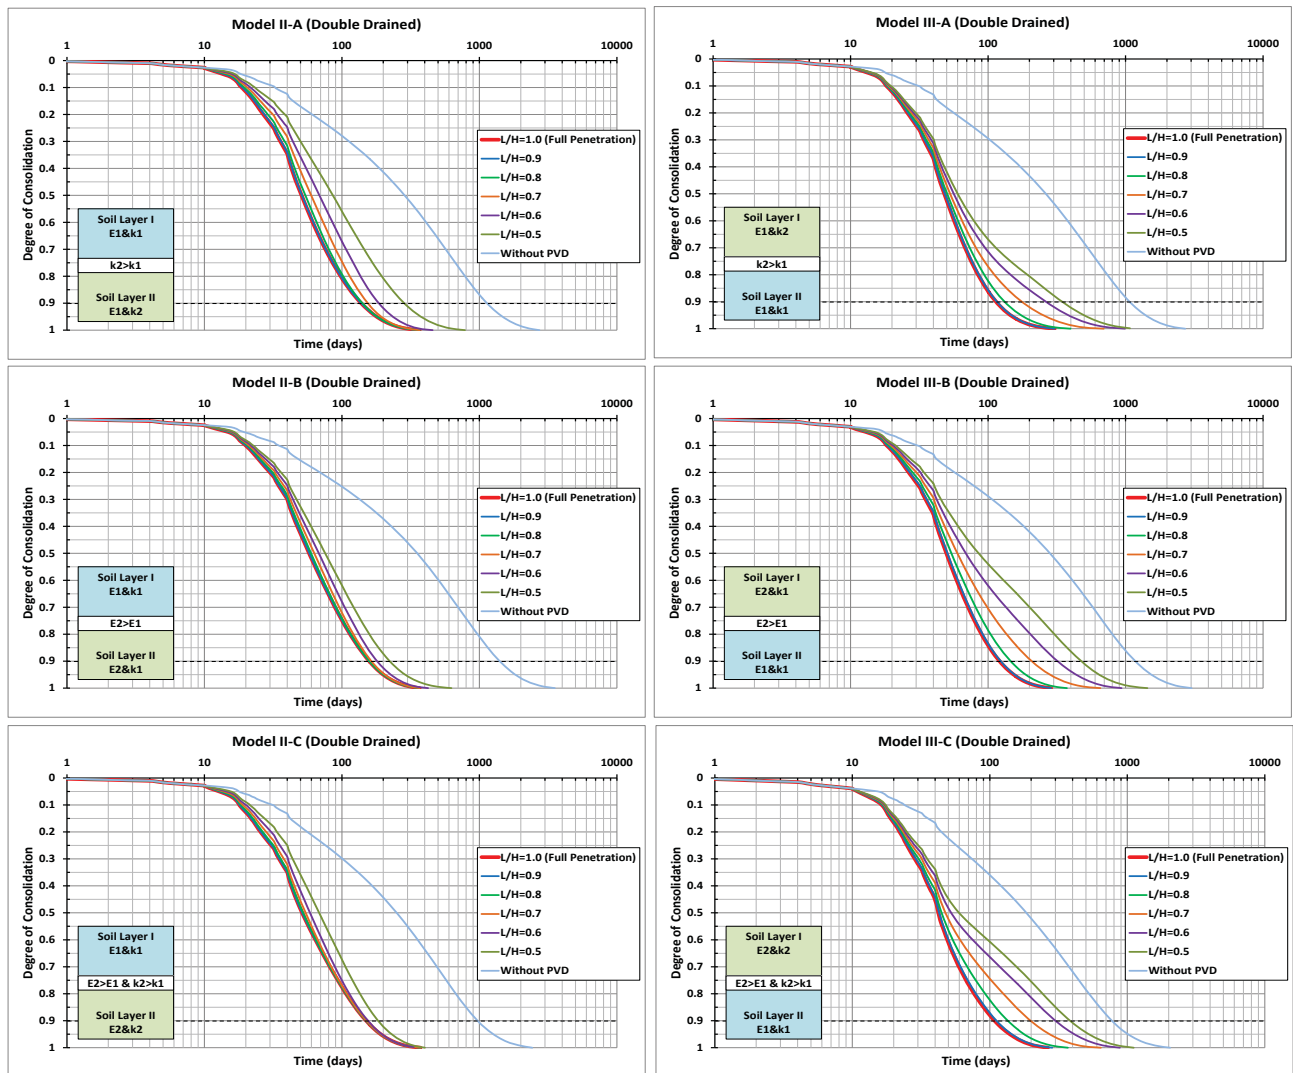 Model II-A (Double Drained)
1 10 100 1000 10000
0
0.1
0.2
0.3
0.4
0.5
0.6
0.7
0.8
0.9
1
Degree of Consolidation
L/H=1.0 (Full Penetration)
L/H=0.9
L/H=0.8
L/H=0.7
L/H=0.6
L/H=0.5
Without PVD
Soil Layer I
E1&k1
k2>k1
Soil Layer II
E1&k2
Time (days)
Model III-A (Double Drained)
1 10 100 1000 10000
0
0.1
0.2
0.3
0.4
0.5
0.6
0.7
0.8
0.9
1
Degree of Consolidation
L/H=1.0 (Full Penetration)
L/H=0.9
L/H=0.8
L/H=0.7
L/H=0.6
L/H=0.5
Without PVD
Soil Layer I
E1&k2
k2>k1
Soil Layer II
E1&k1
Time (days)
Model II-B (Double Drained)
1 10 100 1000 10000
0
0.1
0.2
0.3
0.4
0.5
0.6
0.7
0.8
0.9
1
Degree of Consolidation
L/H=1.0 (Full Penetration)
L/H=0.9
L/H=0.8
L/H=0.7
L/H=0.6
L/H=0.5
Without PVD
Soil Layer I
E1&k1
E2>E1
Soil Layer II
E2&k1
Time (days)
Model III-B (Double Drained)
1 10 100 1000 10000
0
0.1
0.2
0.3
0.4
0.5
0.6
0.7
0.8
0.9
1
Degree of Consolidation
L/H=1.0 (Full Penetration)
L/H=0.9
L/H=0.8
L/H=0.7
L/H=0.6
L/H=0.5
Without PVD
Soil Layer I
E2&k1
E2>E1
Soil Layer II
E1&k1
Time (days)
Model II-C (Double Drained)
1 10 100 1000 10000
0
0.1
0.2
0.3
0.4
0.5
0.6
0.7
0.8
0.9
1
Degree of Consolidation
L/H=1.0 (Full Penetration)
L/H=0.9
L/H=0.8
L/H=0.7
L/H=0.6
L/H=0.5
Without PVD
Soil Layer I
E1&k1
E2>E1 & k2>k1
Soil Layer II
E2&k2
Time (days)
Model III-C (Double Drained)
1 10 100 1000 10000
0
0.1
0.2
0.3
0.4
0.5
0.6
0.7
0.8
0.9
1
Degree of Consolidation
L/H=1.0 (Full Penetration)
L/H=0.9
L/H=0.8
L/H=0.7
L/H=0.6
L/H=0.5
Without PVD
Soil Layer I
E2&k2
E2>E1 & k2>k1
Soil Layer II
E1&k1
Time (days)